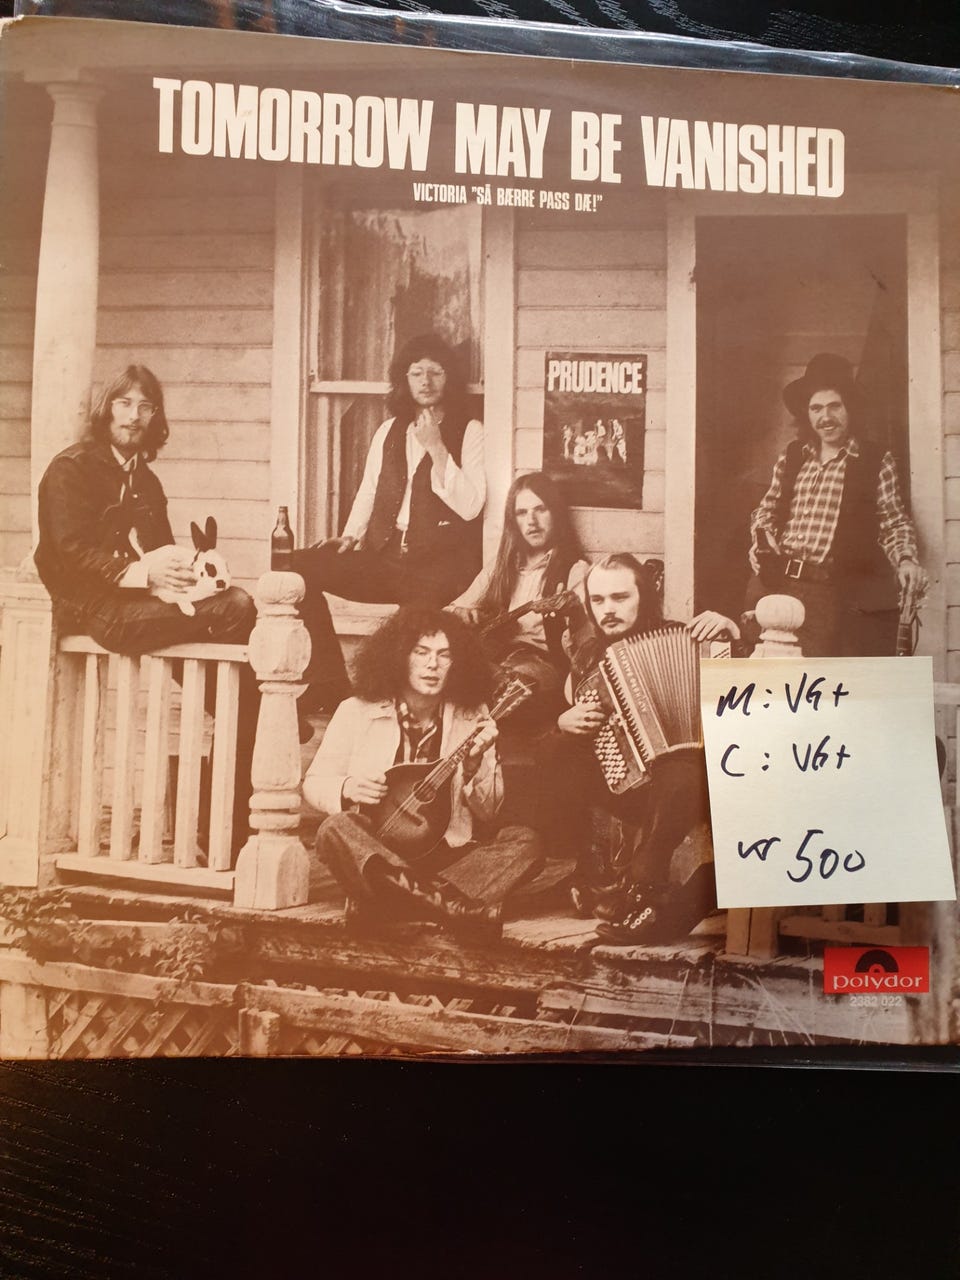 TOMORROW MAY BE VANISHED
VICTORIA "SÅ BÆRRE PASS DÆ!"
PRUDENCE
M: VG+
C: VG+
kr 500
polydor
2382 022